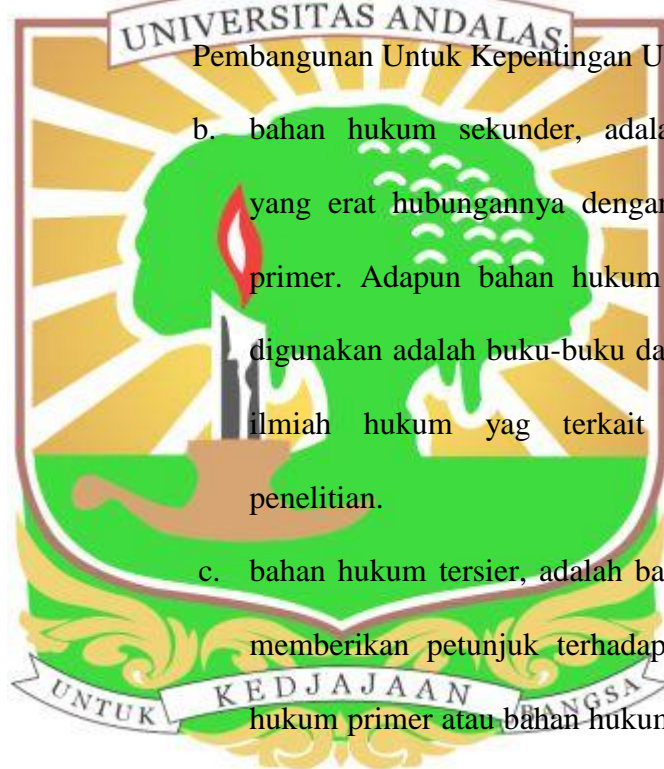 UNIVERSITAS ANDALAS
Pembangunan Untuk Kepentingan U
b. bahan hukum sekunder, adala
yang erat hubungannya dengan
primer. Adapun bahan hukum
digunakan adalah buku-buku da
ilmiah hukum yag terkait
penelitian.
c. bahan hukum tersier, adalah ba
memberikan petunjuk terhadap
hukum primer atau bahan hukum
UNTUK KEDJAJAAN BANGSA